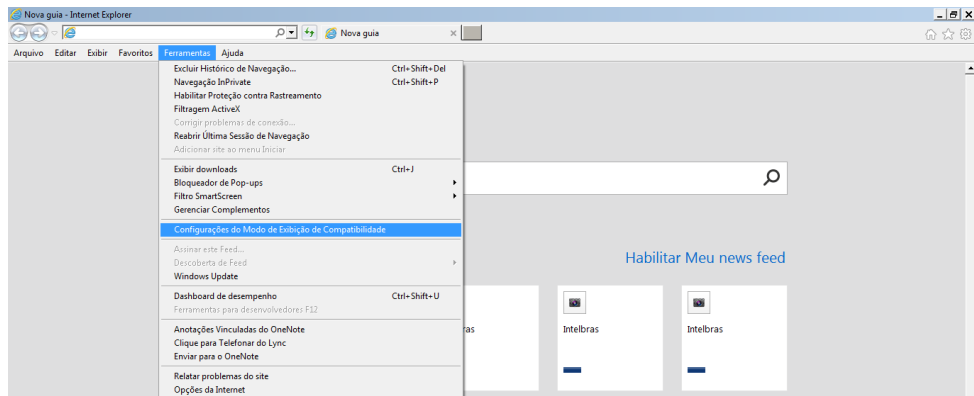 Nova guia - Internet Explorer
Nova guia
Arquivo Editar Exibir Favoritos Ferramentas Ajuda
Excluir Histórico de Navegação... Ctrl+Shift+Del
Navegação InPrivate Ctrl+Shift+P
Habilitar Proteção contra Rastreamento
Filtragem ActiveX
Corrigir problemas de conexão...
Reabrir Última Sessão de Navegação
Adicionar site ao menu Iniciar
Exibir downloads Ctrl+J
Bloqueador de Pop-ups
Filtro SmartScreen
Gerenciar Complementos
Configurações do Modo de Exibição de Compatibilidade
Assinar este Feed...
Descoberta de Feed
Windows Update
Habilitar Meu news feed
Dashboard de desempenho Ctrl+Shift+U
Ferramentas para desenvolvedores F12
Anotações Vinculadas do OneNote
ras Intelbras Intelbras
Clique para Telefonar do Lync
Enviar para o OneNote
Relatar problemas do site
Opções da Internet